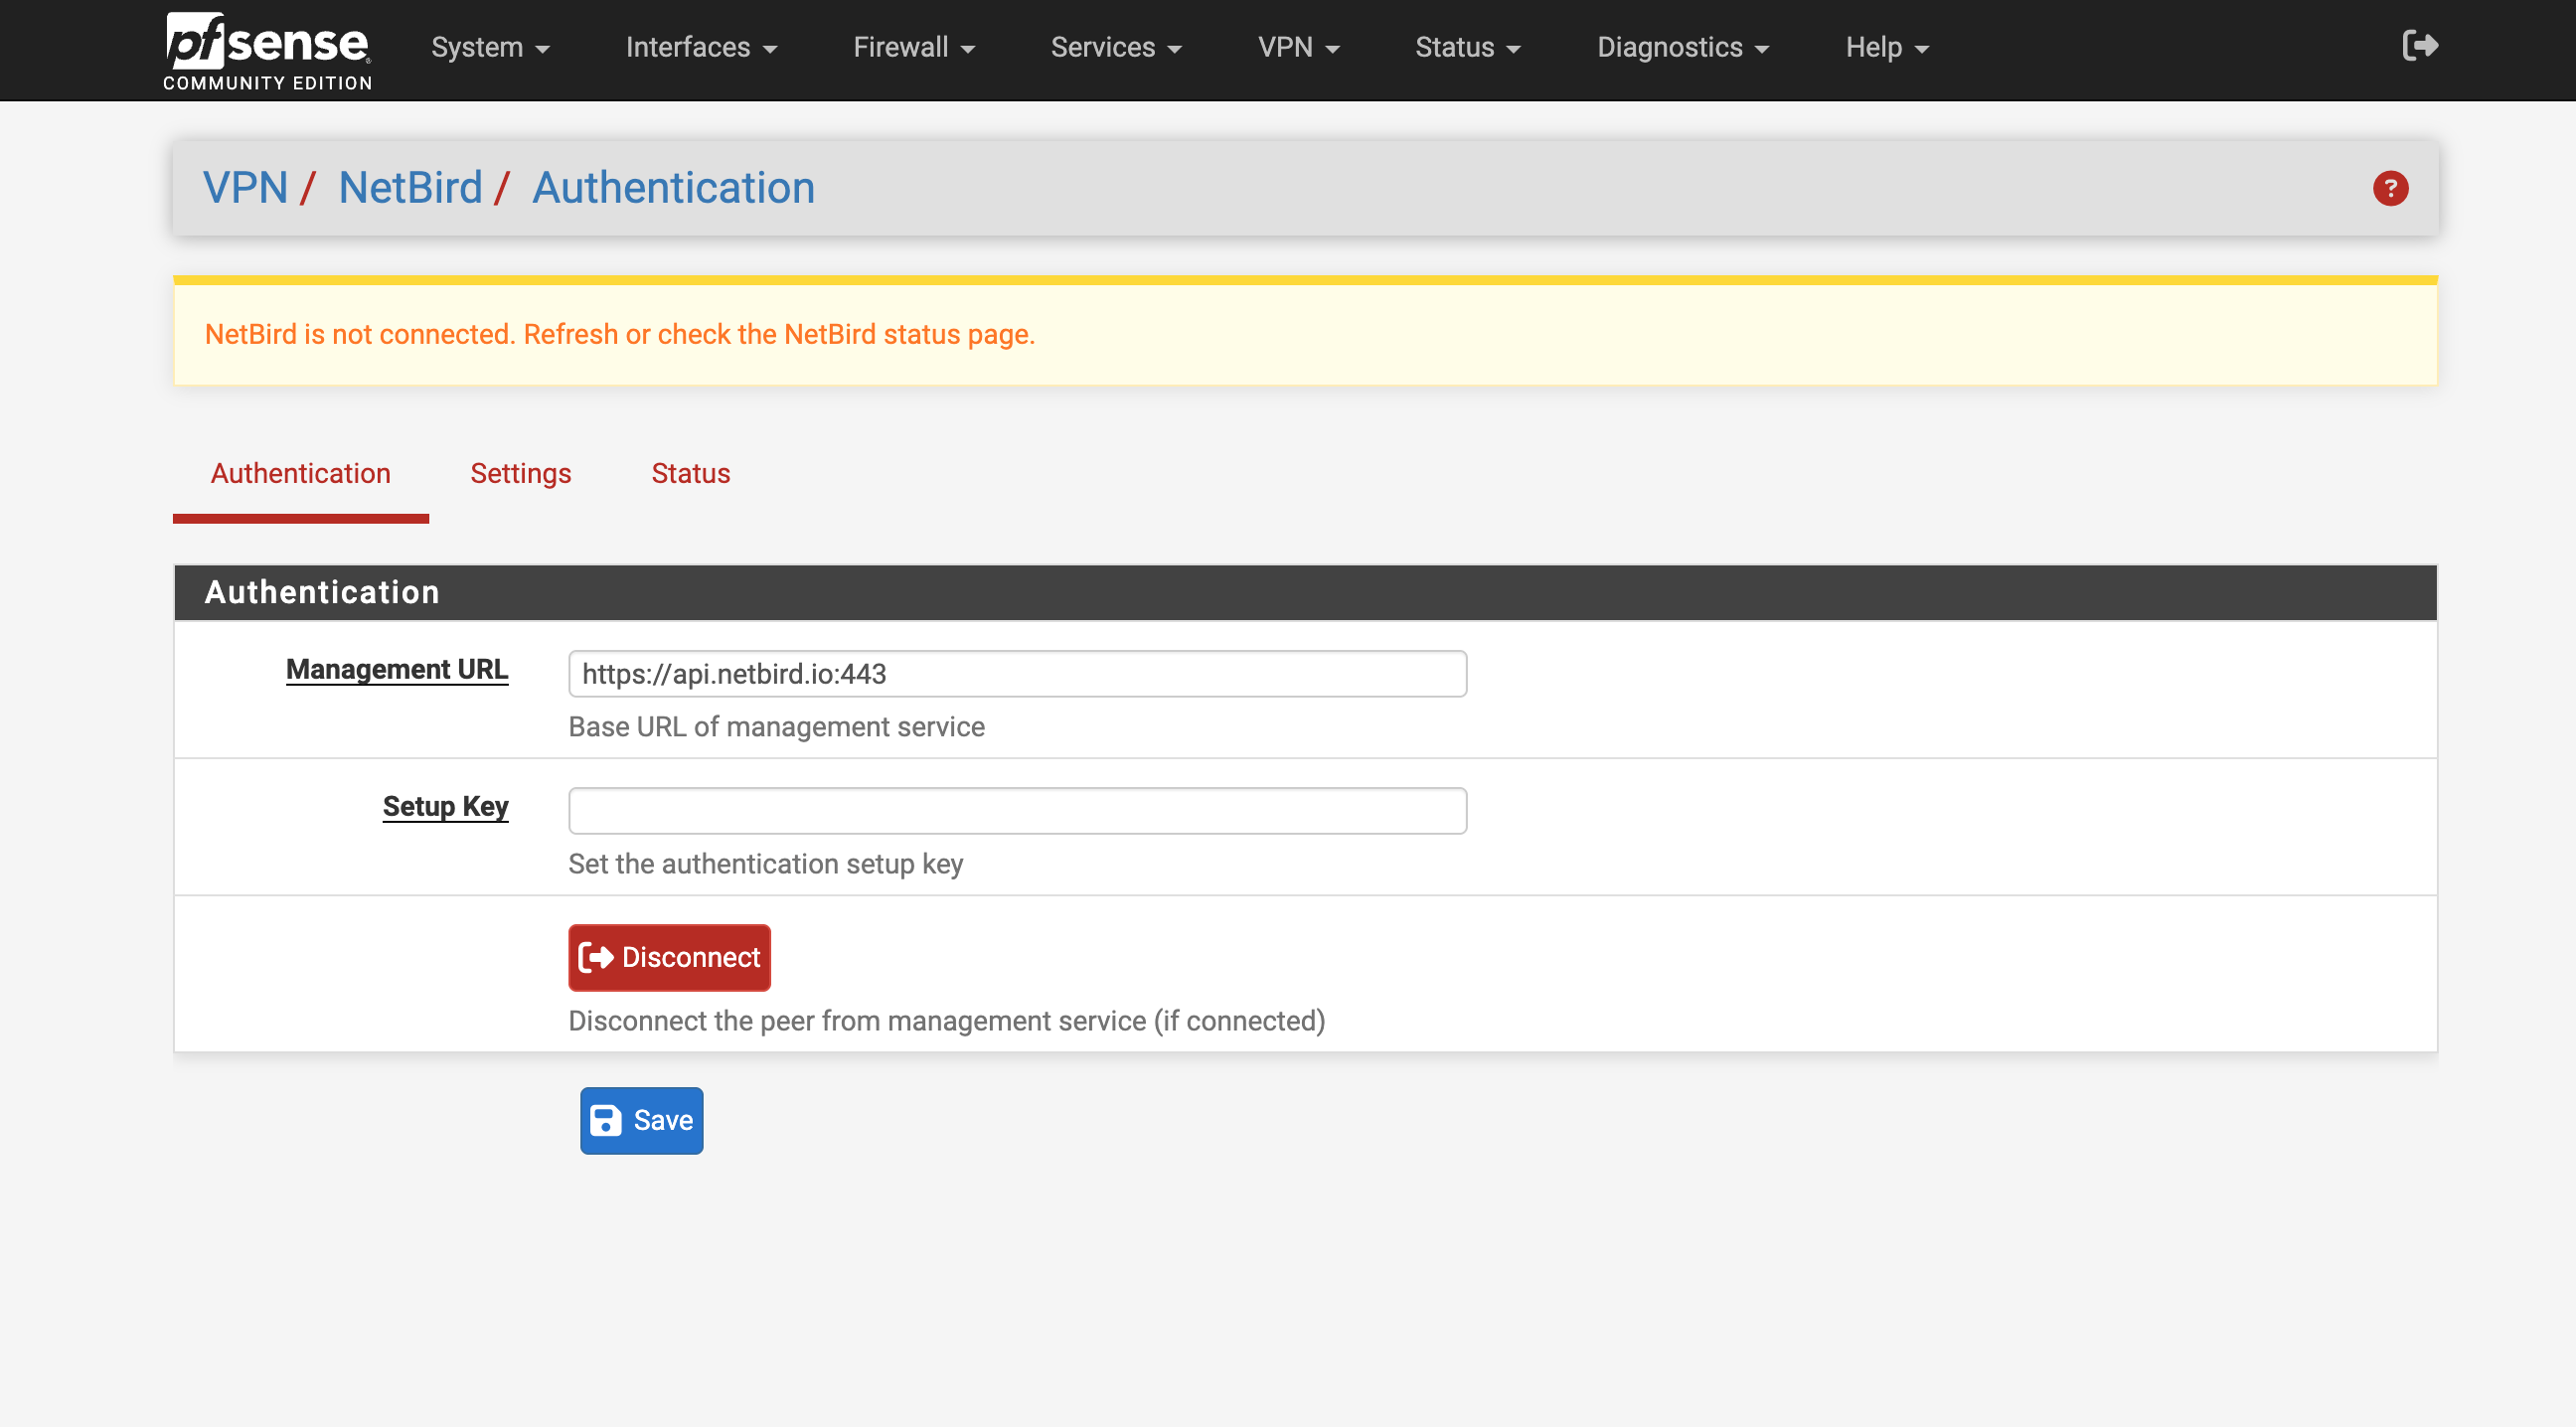 pfsense
COMMUNITY EDITION
System Interfaces Firewall Services VPN Status Diagnostics Help
VPN / NetBird / Authentication
?
NetBird is not connected. Refresh or check the NetBird status page.
Authentication Settings Status
Authentication
Management URL https://api.netbird.io:443
Base URL of management service
Setup Key
Set the authentication setup key
Disconnect
Disconnect the peer from management service (if connected)
Save